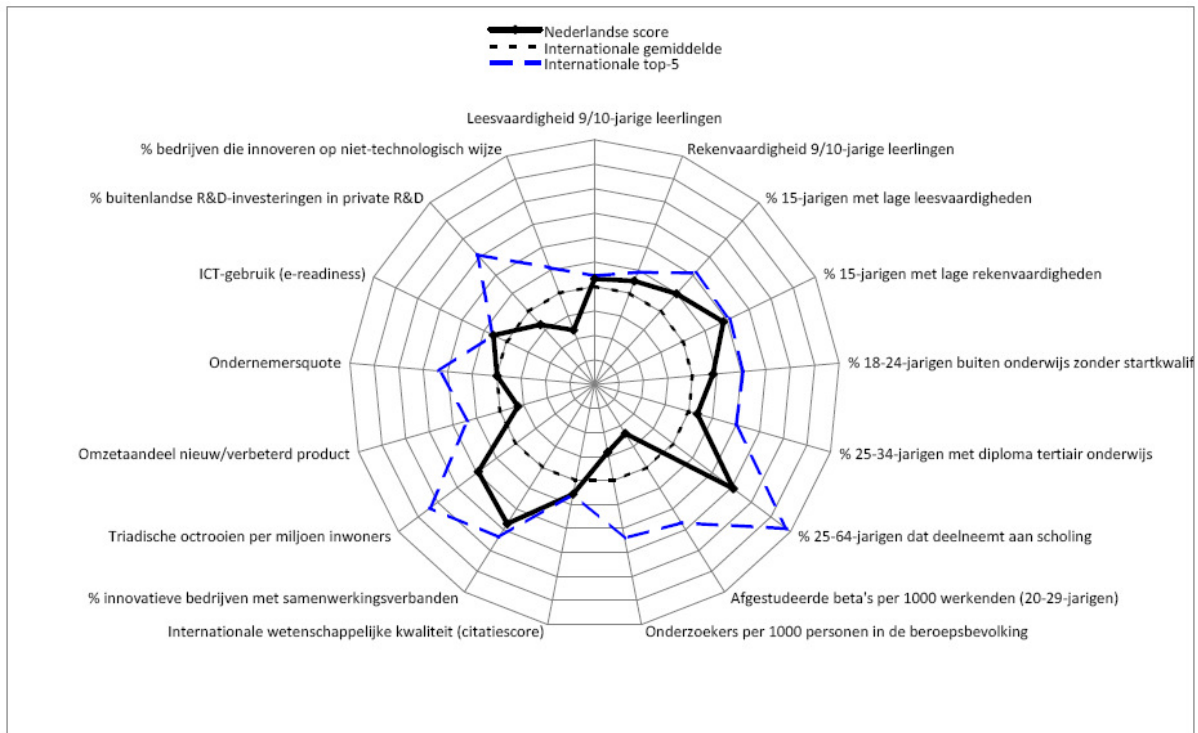 Nederlandse score
Internationale gemiddelde
Internationale top-5
Leesvaardigheid 9/10-jarige leerlingen
% bedrijven die innoveren op niet-technologisch wijze
Rekenvaardigheid 9/10-jarige leerlingen
% buitenlandse R&D-investeringen in private R&D
% 15-jarigen met lage leesvaardigheden
ICT-gebruik (e-readiness)
% 15-jarigen met lage rekenvaardigheden
Ondernemersquote
% 18-24-jarigen buiten onderwijs zonder startkwalif
Omzetaandeel nieuw/verbeterd product
% 25-34-jarigen met diploma tertiair onderwijs
Triadische octrooien per miljoen inwoners
% 25-64-jarigen dat deelneemt aan scholing
% innovatieve bedrijven met samenwerkingsverbanden
Afgestudeerde beta's per 1000 werkenden (20-29-jarigen)
Internationale wetenschappelijke kwaliteit (citatiescore)
Onderzoekers per 1000 personen in de beroepsbevolking